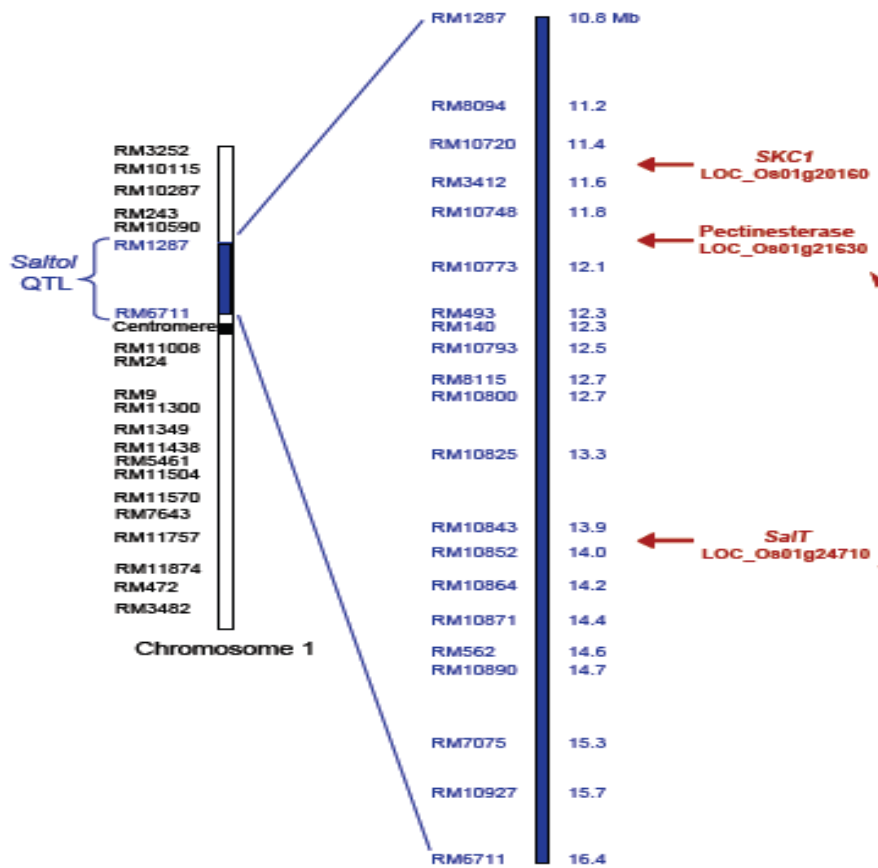 RM3252
RM10115
RM10287
RM243
RM10590
RM1287
Saltol
QTL
RM6711
Centromere
RM11008
RM24
RM9
RM11300
RM1349
RM11438
RM5461
RM11504
RM11570
RM7643
RM11757
RM11874
RM472
RM3482
Chromosome 1
RM1287 10.8 Mb
RM8094 11.2
RM10720 11.4
RM3412 11.6
RM10748 11.8
RM10773 12.1
RM493 12.3
RM140 12.3
RM10793 12.5
RM8115 12.7
RM10800 12.7
RM10825 13.3
RM10843 13.9
RM10852 14.0
RM10864 14.2
RM10871 14.4
RM562 14.6
RM10890 14.7
RM7075 15.3
RM10927 15.7
RM6711 16.4
SKC1
LOC_Os01g20160
Pectinesterase
LOC_Os01g21630
SalT
LOC_Os01g24710